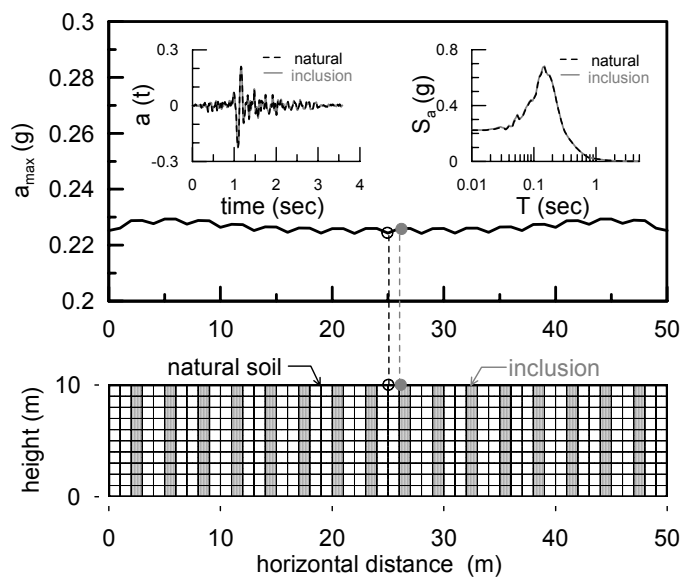 0.3
0.28
0.26
0.24
0.22
0.2
a_max (g)
0 10 20 30 40 50
0.3
0
-0.3
a (t)
natural
inclusion
0 1 2 3 4
time (sec)
0.8
0.4
0
S_a (g)
natural
inclusion
0.01 0.1 1
T (sec)
natural soil
inclusion
10
0
height (m)
0 10 20 30 40 50
horizontal distance (m)